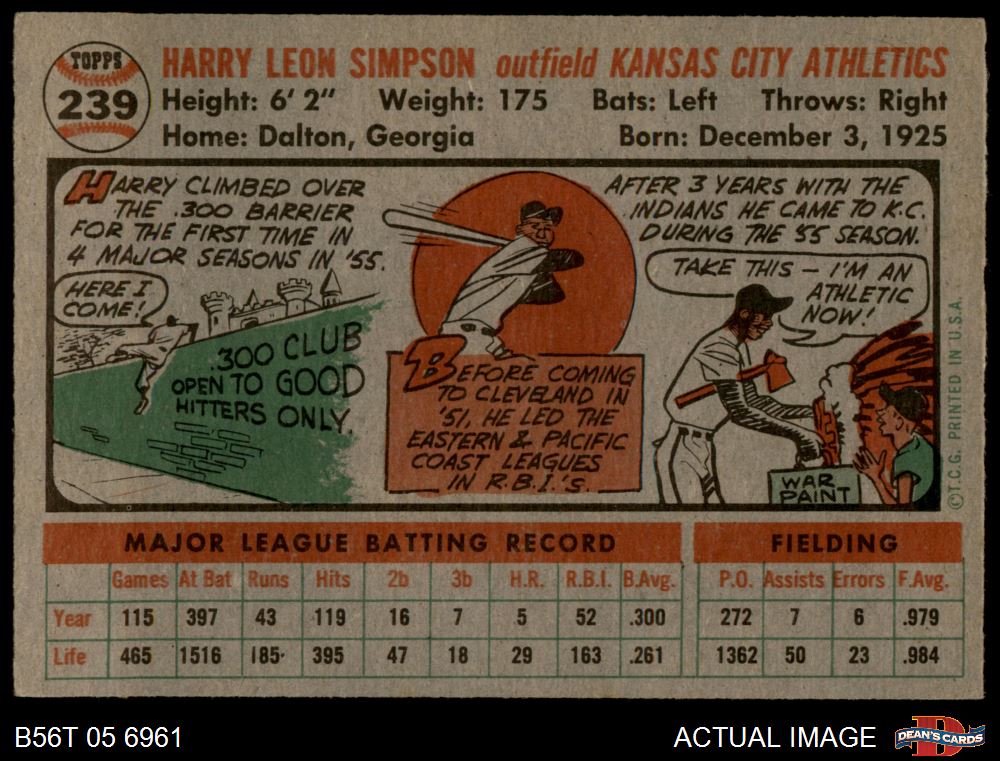 TOPPS
239
HARRY LEON SIMPSON outfield KANSAS CITY ATHLETICS
Height: 6' 2" Weight: 175 Bats: Left Throws: Right
Home: Dalton, Georgia Born: December 3, 1925
HARRY CLIMBED OVER
THE .300 BARRIER
FOR THE FIRST TIME IN
4 MAJOR SEASONS IN '55.
HERE I
COME!
.300 CLUB
OPEN TO GOOD
HITTERS ONLY.
BEFORE COMING
TO CLEVELAND IN
'51, HE LED THE
EASTERN & PACIFIC
COAST LEAGUES
IN R.B.I.'S.
AFTER 3 YEARS WITH THE
INDIANS HE CAME TO K.C.
DURING THE '55 SEASON.
TAKE THIS — I'M AN
ATHLETIC
NOW!
WAR
PAINT
©T.C.G. PRINTED IN U.S.A.
MAJOR LEAGUE BATTING RECORD FIELDING
Games At Bat Runs Hits 2b 3b H.R. R.B.I. B.Avg. P.O. Assists Errors F.Avg.
Year 115 397 43 119 16 7 5 52 .300 272 7 6 .979
Life 465 1516 185 395 47 18 29 163 .261 1362 50 23 .984
B56T 05 6961 ACTUAL IMAGE
D
DEAN'S CARDS